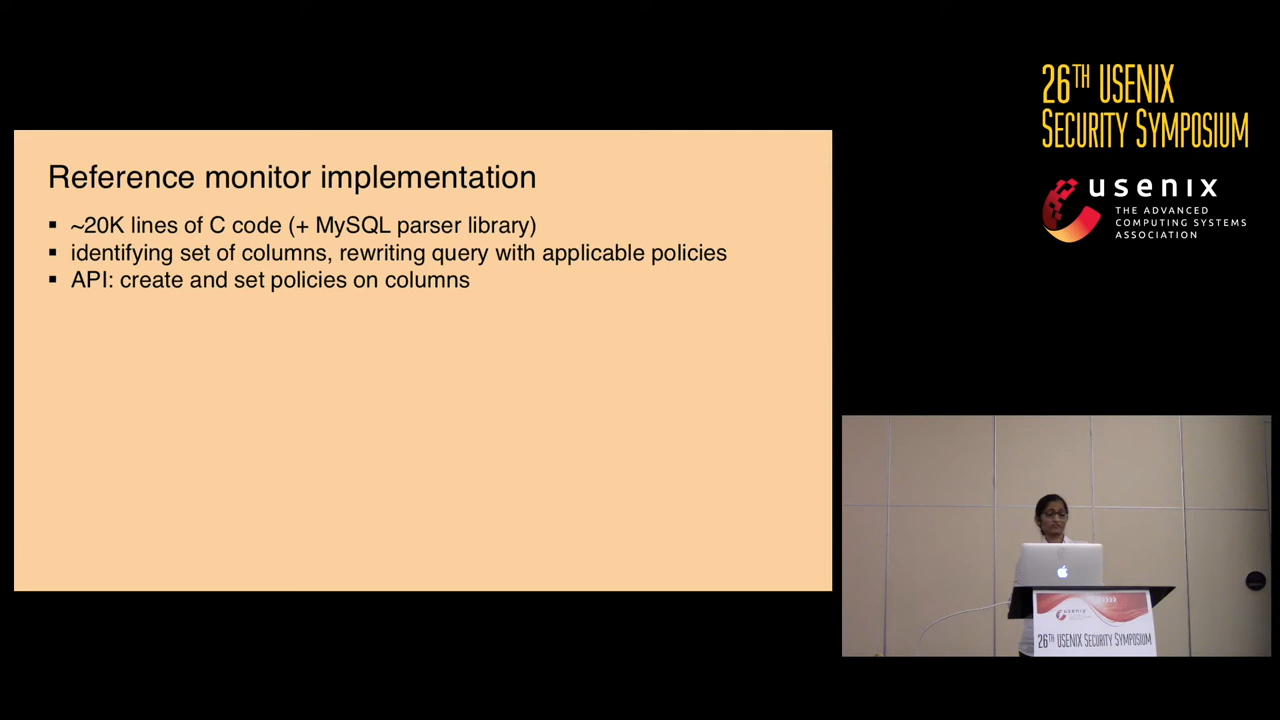 26TH USENIX
SECURITY SYMPOSIUM
usenix
THE ADVANCED
COMPUTING SYSTEMS
ASSOCIATION
Reference monitor implementation
▪ ~20K lines of C code (+ MySQL parser library)
▪ identifying set of columns, rewriting query with applicable policies
▪ API: create and set policies on columns
usenix
26TH USENIX SECURITY SYMPOSIUM